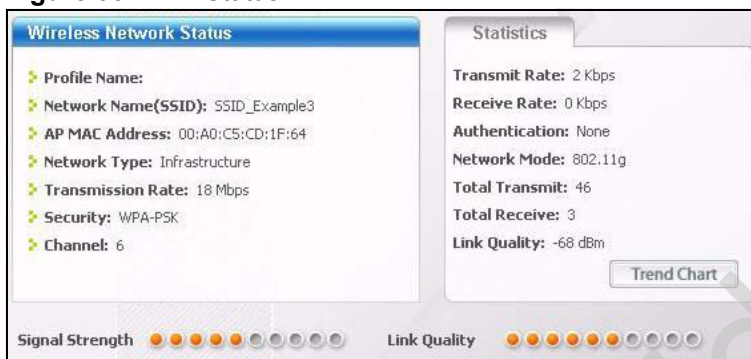 Wireless Network Status
Profile Name:
Network Name(SSID): SSID_Example3
AP MAC Address: 00:A0:C5:CD:1F:64
Network Type: Infrastructure
Transmission Rate: 18 Mbps
Security: WPA-PSK
Channel: 6
Statistics
Transmit Rate: 2 Kbps
Receive Rate: 0 Kbps
Authentication: None
Network Mode: 802.11g
Total Transmit: 46
Total Receive: 3
Link Quality: -68 dBm
Trend Chart
Signal Strength
Link Quality